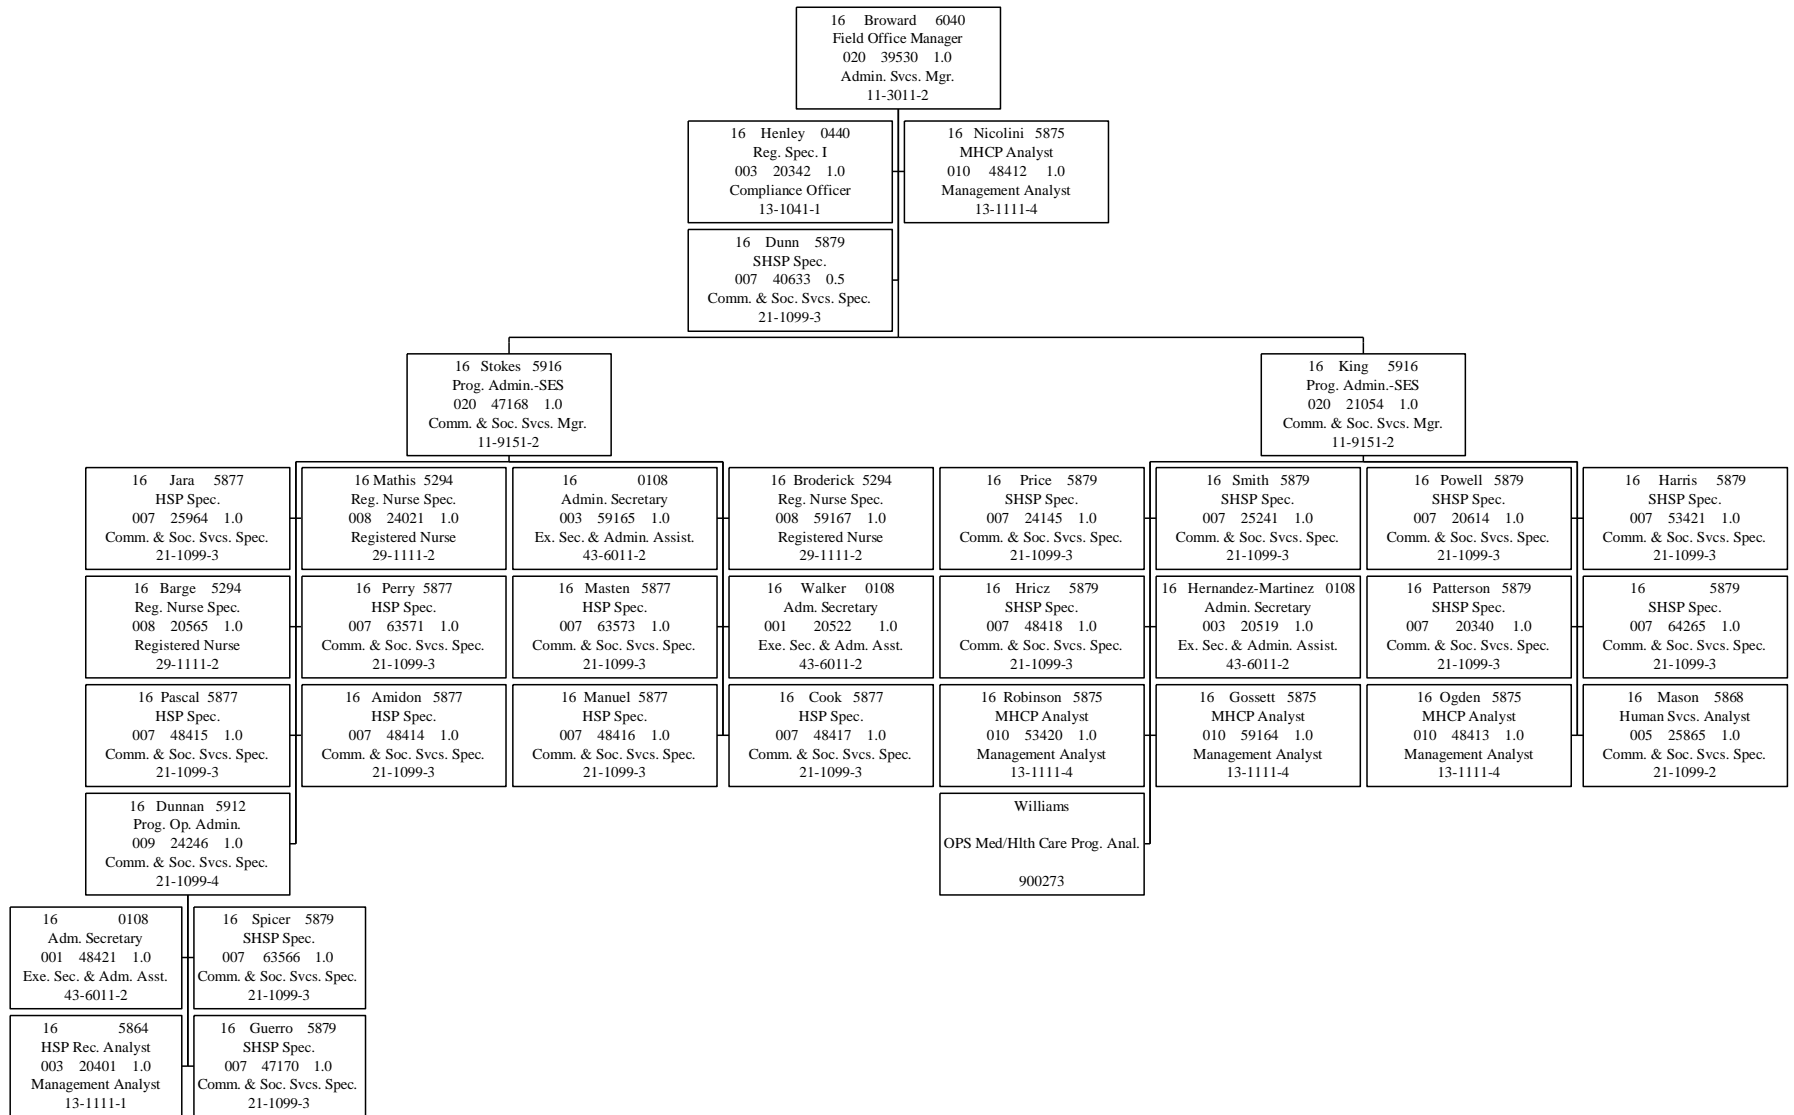 16 Broward 6040
Field Office Manager
020 39530 1.0
Admin. Svcs. Mgr.
11-3011-2
16 Henley 0440
Reg. Spec. I
003 20342 1.0
Compliance Officer
13-1041-1
16 Nicolini 5875
MHCP Analyst
010 48412 1.0
Management Analyst
13-1111-4
16 Dunn 5879
SHSP Spec.
007 40633 0.5
Comm. & Soc. Svcs. Spec.
21-1099-3
16 Stokes 5916
Prog. Admin.-SES
020 47168 1.0
Comm. & Soc. Svcs. Mgr.
11-9151-2
16 King 5916
Prog. Admin.-SES
020 21054 1.0
Comm. & Soc. Svcs. Mgr.
11-9151-2
16 Jara 5877
HSP Spec.
007 25964 1.0
Comm. & Soc. Svcs. Spec.
21-1099-3
16 Mathis 5294
Reg. Nurse Spec.
008 24021 1.0
Registered Nurse
29-1111-2
16 0108
Admin. Secretary
003 59165 1.0
Ex. Sec. & Admin. Assist.
43-6011-2
16 Broderick 5294
Reg. Nurse Spec.
008 59167 1.0
Registered Nurse
29-1111-2
16 Price 5879
SHSP Spec.
007 24145 1.0
Comm. & Soc. Svcs. Spec.
21-1099-3
16 Smith 5879
SHSP Spec.
007 25241 1.0
Comm. & Soc. Svcs. Spec.
21-1099-3
16 Powell 5879
SHSP Spec.
007 20614 1.0
Comm. & Soc. Svcs. Spec.
21-1099-3
16 Harris 5879
SHSP Spec.
007 53421 1.0
Comm. & Soc. Svcs. Spec.
21-1099-3
16 Barge 5294
Reg. Nurse Spec.
008 20565 1.0
Registered Nurse
29-1111-2
16 Perry 5877
HSP Spec.
007 63571 1.0
Comm. & Soc. Svcs. Spec.
21-1099-3
16 Masten 5877
HSP Spec.
007 63573 1.0
Comm. & Soc. Svcs. Spec.
21-1099-3
16 Walker 0108
Adm. Secretary
001 20522 1.0
Exe. Sec. & Adm. Asst.
43-6011-2
16 Hricz 5879
SHSP Spec.
007 48418 1.0
Comm. & Soc. Svcs. Spec.
21-1099-3
16 Hernandez-Martinez 0108
Admin. Secretary
003 20519 1.0
Ex. Sec. & Admin. Assist.
43-6011-2
16 Patterson 5879
SHSP Spec.
007 20340 1.0
Comm. & Soc. Svcs. Spec.
21-1099-3
16 5879
SHSP Spec.
007 64265 1.0
Comm. & Soc. Svcs. Spec.
21-1099-3
16 Pascal 5877
HSP Spec.
007 48415 1.0
Comm. & Soc. Svcs. Spec.
21-1099-3
16 Amidon 5877
HSP Spec.
007 48414 1.0
Comm. & Soc. Svcs. Spec.
21-1099-3
16 Manuel 5877
HSP Spec.
007 48416 1.0
Comm. & Soc. Svcs. Spec.
21-1099-3
16 Cook 5877
HSP Spec.
007 48417 1.0
Comm. & Soc. Svcs. Spec.
21-1099-3
16 Robinson 5875
MHCP Analyst
010 53420 1.0
Management Analyst
13-1111-4
16 Gossett 5875
MHCP Analyst
010 59164 1.0
Management Analyst
13-1111-4
16 Ogden 5875
MHCP Analyst
010 48413 1.0
Management Analyst
13-1111-4
16 Mason 5868
Human Svcs. Analyst
005 25865 1.0
Comm. & Soc. Svcs. Spec.
21-1099-2
16 Dunnan 5912
Prog. Op. Admin.
009 24246 1.0
Comm. & Soc. Svcs. Spec.
21-1099-4
Williams
OPS Med/Hlth Care Prog. Anal.
900273
16 0108
Adm. Secretary
001 48421 1.0
Exe. Sec. & Adm. Asst.
43-6011-2
16 Spicer 5879
SHSP Spec.
007 63566 1.0
Comm. & Soc. Svcs. Spec.
21-1099-3
16 5864
HSP Rec. Analyst
003 20401 1.0
Management Analyst
13-1111-1
16 Guerro 5879
SHSP Spec.
007 47170 1.0
Comm. & Soc. Svcs. Spec.
21-1099-3